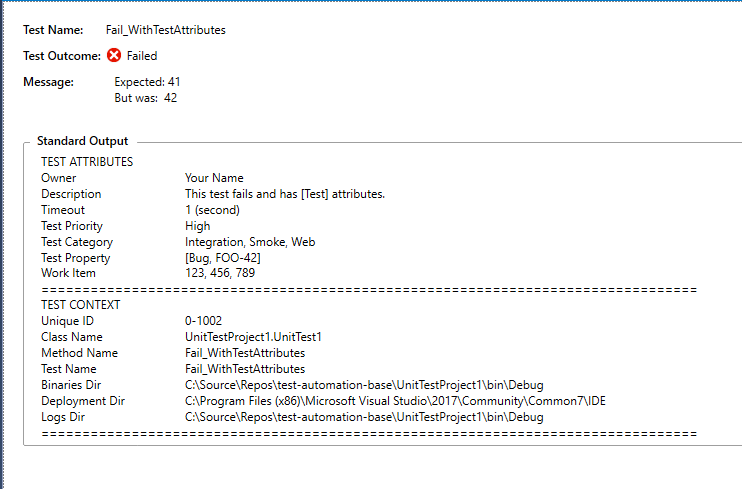 Test Name: Fail_WithTestAttributes
Test Outcome: Failed
Message: Expected: 41
But was: 42
Standard Output
TEST ATTRIBUTES
Owner Your Name
Description This test fails and has [Test] attributes.
Timeout 1 (second)
Test Priority High
Test Category Integration, Smoke, Web
Test Property [Bug, FOO-42]
Work Item 123, 456, 789
================================================================================
TEST CONTEXT
Unique ID 0-1002
Class Name UnitTestProject1.UnitTest1
Method Name Fail_WithTestAttributes
Test Name Fail_WithTestAttributes
Binaries Dir C:\Source\Repos\test-automation-base\UnitTestProject1\bin\Debug
Deployment Dir C:\Program Files (x86)\Microsoft Visual Studio\2017\Community\Common7\IDE
Logs Dir C:\Source\Repos\test-automation-base\UnitTestProject1\bin\Debug
================================================================================